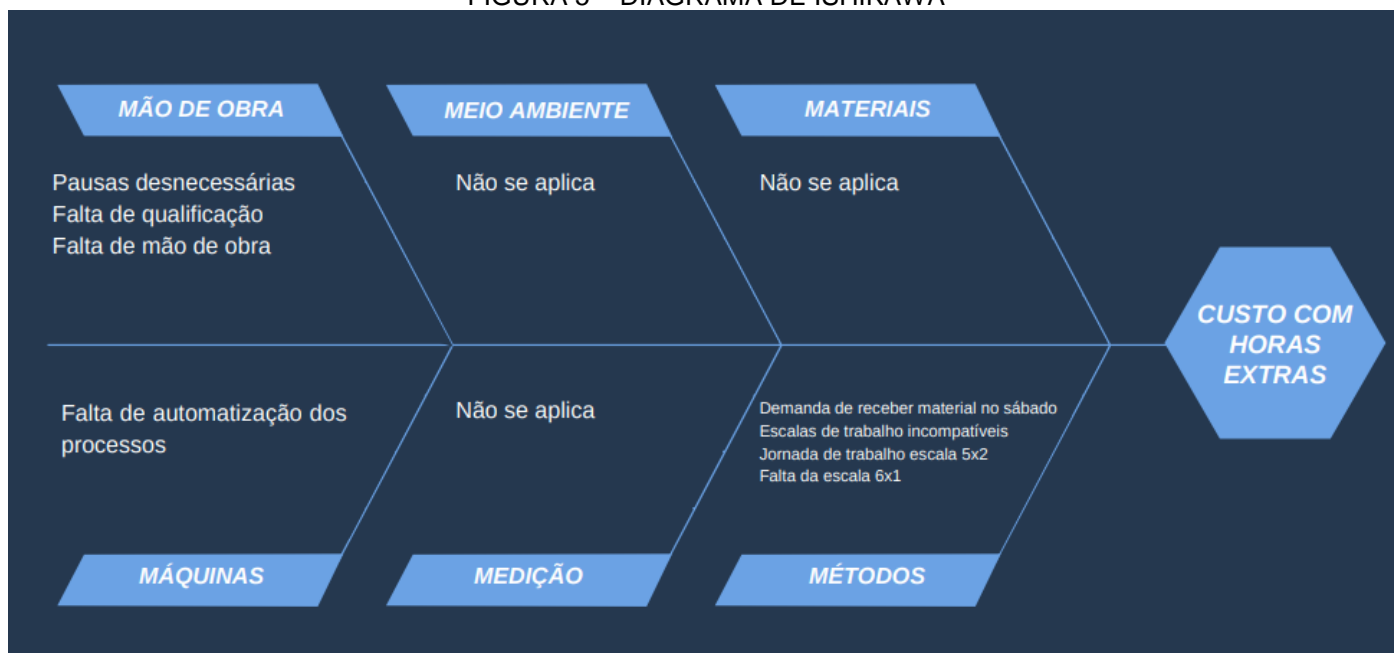 MÃO DE OBRA
Pausas desnecessárias
Falta de qualificação
Falta de mão de obra
MEIO AMBIENTE
Não se aplica
MATERIAIS
Não se aplica
CUSTO COM
HORAS
EXTRAS
Falta de automatização dos
processos
MÁQUINAS
Não se aplica
MEDIÇÃO
Demanda de receber material no sábado
Escalas de trabalho incompatíveis
Jornada de trabalho escala 5x2
Falta da escala 6x1
MÉTODOS